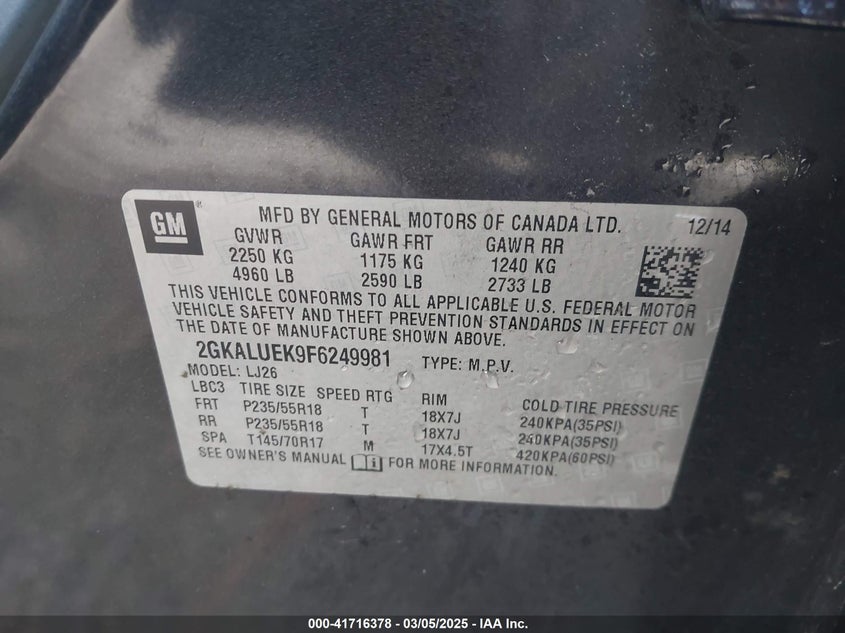 GM
MFD BY GENERAL MOTORS OF CANADA LTD. 12/14
GVWR GAWR FRT GAWR RR
2250 KG 1175 KG 1240 KG
4960 LB 2590 LB 2733 LB
THIS VEHICLE CONFORMS TO ALL APPLICABLE U.S. FEDERAL MOTOR
VEHICLE SAFETY AND THEFT PREVENTION STANDARDS IN EFFECT ON
THE DATE OF MANUFACTURE SHOWN ABOVE.
2GKALUEK9F6249981 TYPE: M.P.V.
MODEL: LJ26
LBC3 TIRE SIZE SPEED RTG RIM COLD TIRE PRESSURE
FRT P235/55R18 T 18X7J 240KPA(35PSI)
RR P235/55R18 T 18X7J 240KPA(35PSI)
SPA T145/70R17 M 17X4.5T 420KPA(60PSI)
SEE OWNER'S MANUAL FOR MORE INFORMATION.
000-41716378 - 03/05/2025 - IAA Inc.